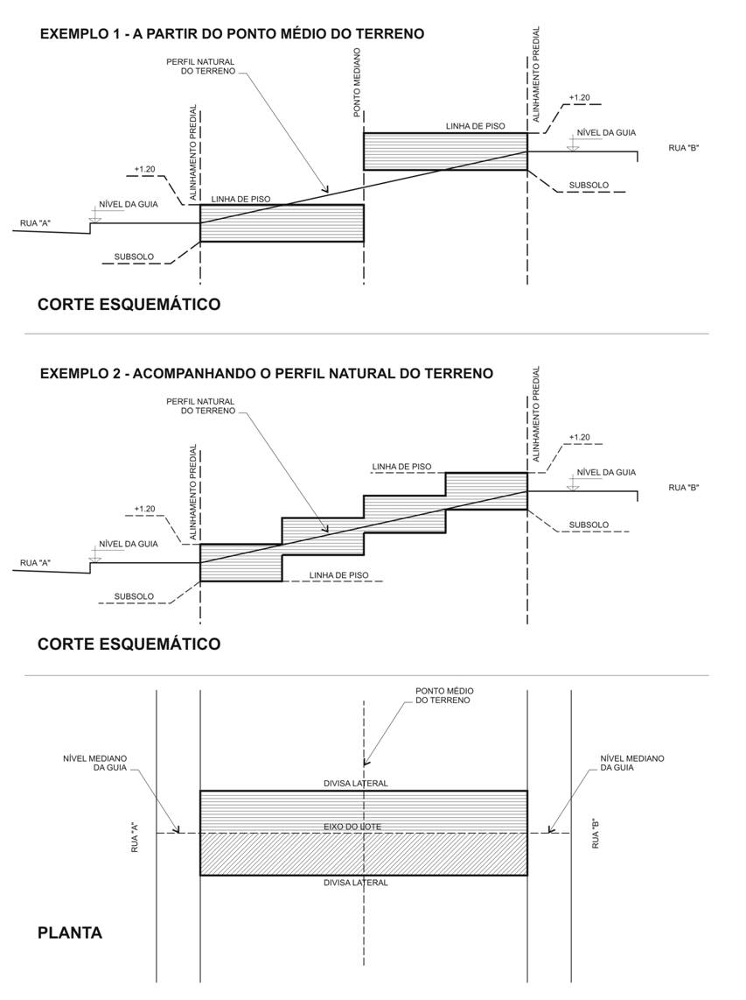 EXEMPLO 1 - A PARTIR DO PONTO MÉDIO DO TERRENO
ALINHAMENTO PREDIAL
PONTO MEDIANO
PERFIL NATURAL
DO TERRENO
+1.20
ALINHAMENTO PREDIAL
LINHA DE PISO
NÍVEL DA GUIA
RUA "B"
+1.20
SUBSOLO
LINHA DE PISO
NÍVEL DA GUIA
RUA "A"
SUBSOLO
CORTE ESQUEMÁTICO
EXEMPLO 2 - ACOMPANHANDO O PERFIL NATURAL DO TERRENO
ALINHAMENTO PREDIAL
PERFIL NATURAL
DO TERRENO
+1.20
ALINHAMENTO PREDIAL
LINHA DE PISO
NÍVEL DA GUIA
RUA "B"
+1.20
SUBSOLO
NÍVEL DA GUIA
RUA "A"
LINHA DE PISO
SUBSOLO
CORTE ESQUEMÁTICO
PONTO MÉDIO
DO TERRENO
NÍVEL MEDIANO
DA GUIA
NÍVEL MEDIANO
DA GUIA
DIVISA LATERAL
RUA "A"
EIXO DO LOTE
RUA "B"
DIVISA LATERAL
PLANTA